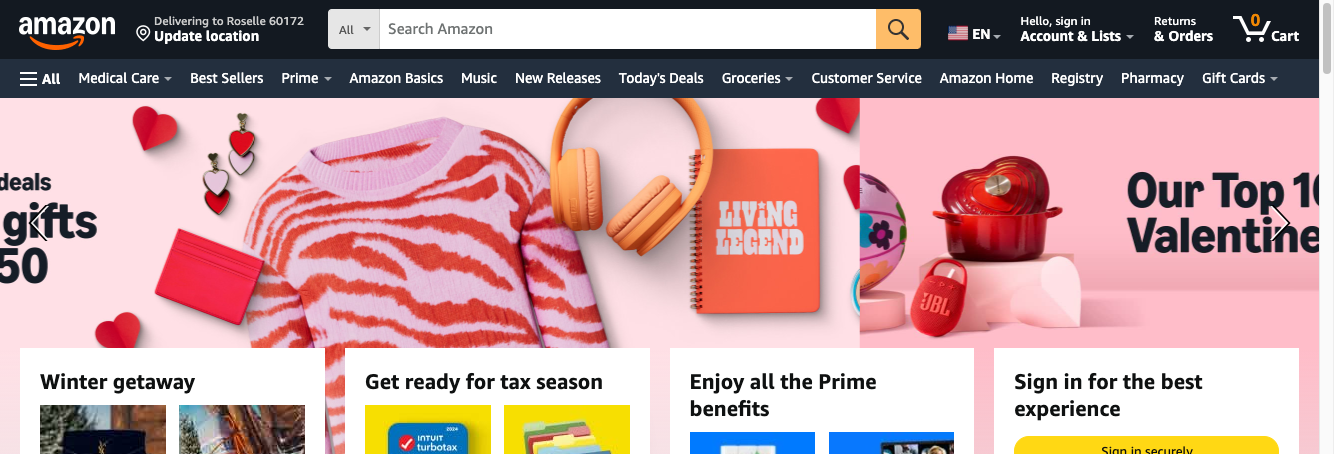 amazon
Delivering to Roselle 60172
Update location
All
Search Amazon
EN
Hello, sign in
Account & Lists
Returns
& Orders
0
Cart
All
Medical Care
Best Sellers
Prime
Amazon Basics
Music
New Releases
Today's Deals
Groceries
Customer Service
Amazon Home
Registry
Pharmacy
Gift Cards
deals
gifts
50
LIVING
LEGEND
JBL
Our Top 10
Valentine
Winter getaway
Get ready for tax season
Enjoy all the Prime
benefits
Sign in for the best
experience
2024
INTUIT
turbotax
Sign in securely